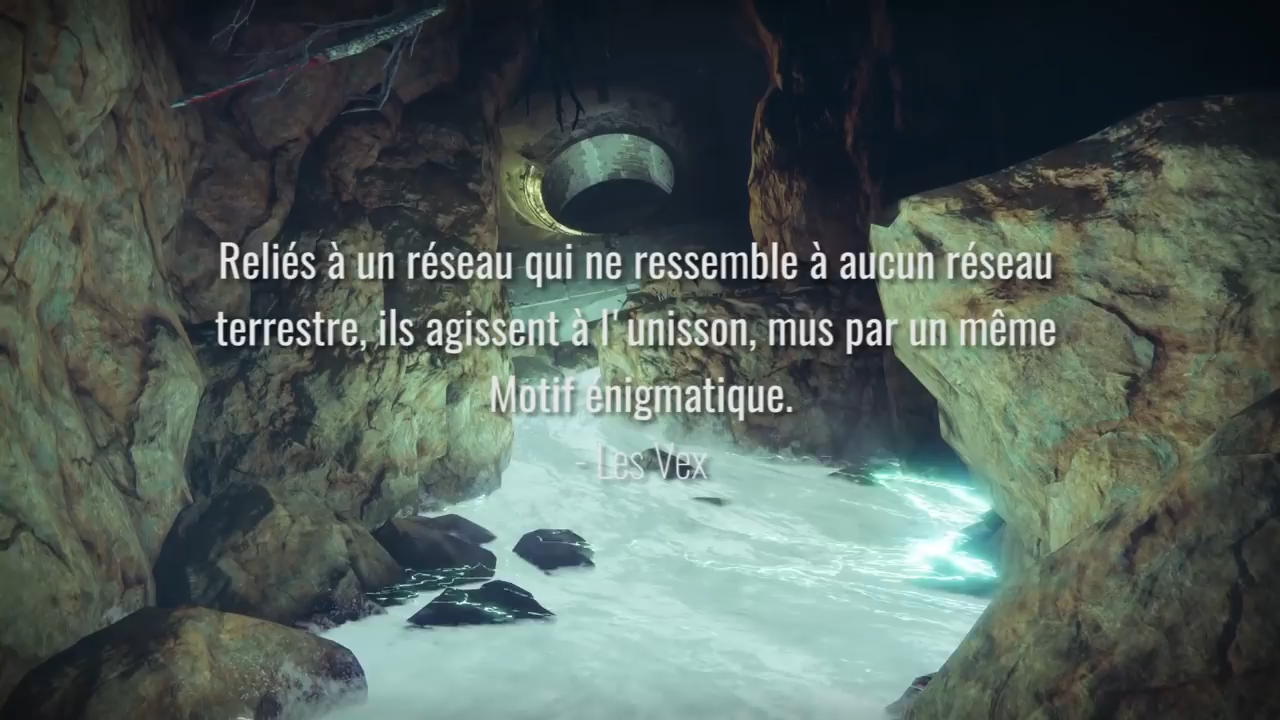 Reliés à un réseau qui ne ressemble à aucun réseau
terrestre, ils agissent à l'unisson, mus par un même
Motif énigmatique.
- Les Vex